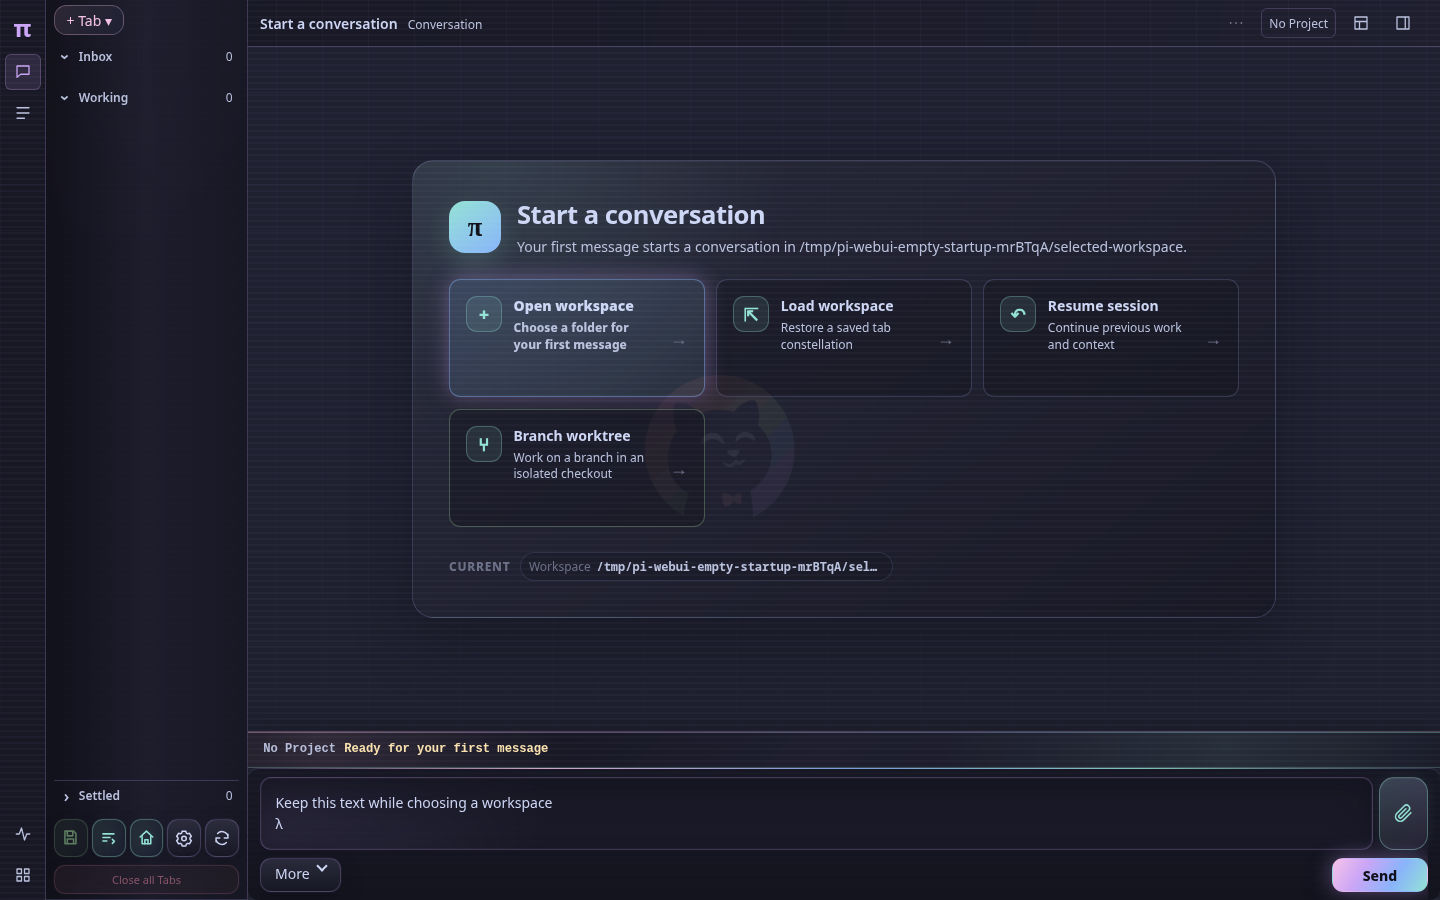 π
+ Tab ▾
Inbox 0
Working 0
Settled 0
Close all Tabs
Start a conversation Conversation
··· No Project
π
Start a conversation
Your first message starts a conversation in /tmp/pi-webui-empty-startup-mrBTqA/selected-workspace.
+ Open workspace
Choose a folder for
your first message →
⇱ Load workspace
Restore a saved tab
constellation →
↶ Resume session
Continue previous work
and context →
Branch worktree
Work on a branch in an
isolated checkout →
CURRENT Workspace /tmp/pi-webui-empty-startup-mrBTqA/sel…
No Project Ready for your first message
Keep this text while choosing a workspace
λ
More
Send